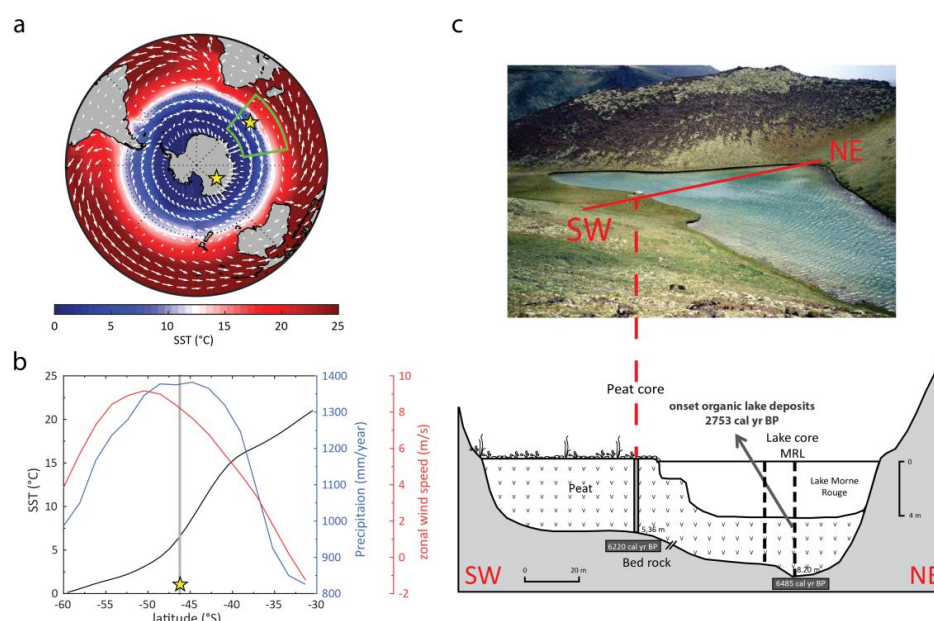 a
0 5 10 15 20 25
SST (°C)
b
25
20
15
10
5
0
SST (°C)
-60 -55 -50 -45 -40 -35 -30
latitude (°S)
1400
1300
1200
1100
1000
900
800
Precipitaion (mm/year)
10
8
6
4
2
0
-2
zonal wind speed (m/s)
c
NE
SW
Peat core
onset organic lake deposits
2753 cal yr BP
Lake core
MRL
Lake Morne
Rouge
0
4 m
Peat
5,36 m
6220 cal yr BP
Bed rock
8.20 m
6485 cal yr BP
0 20 m
SW
NE